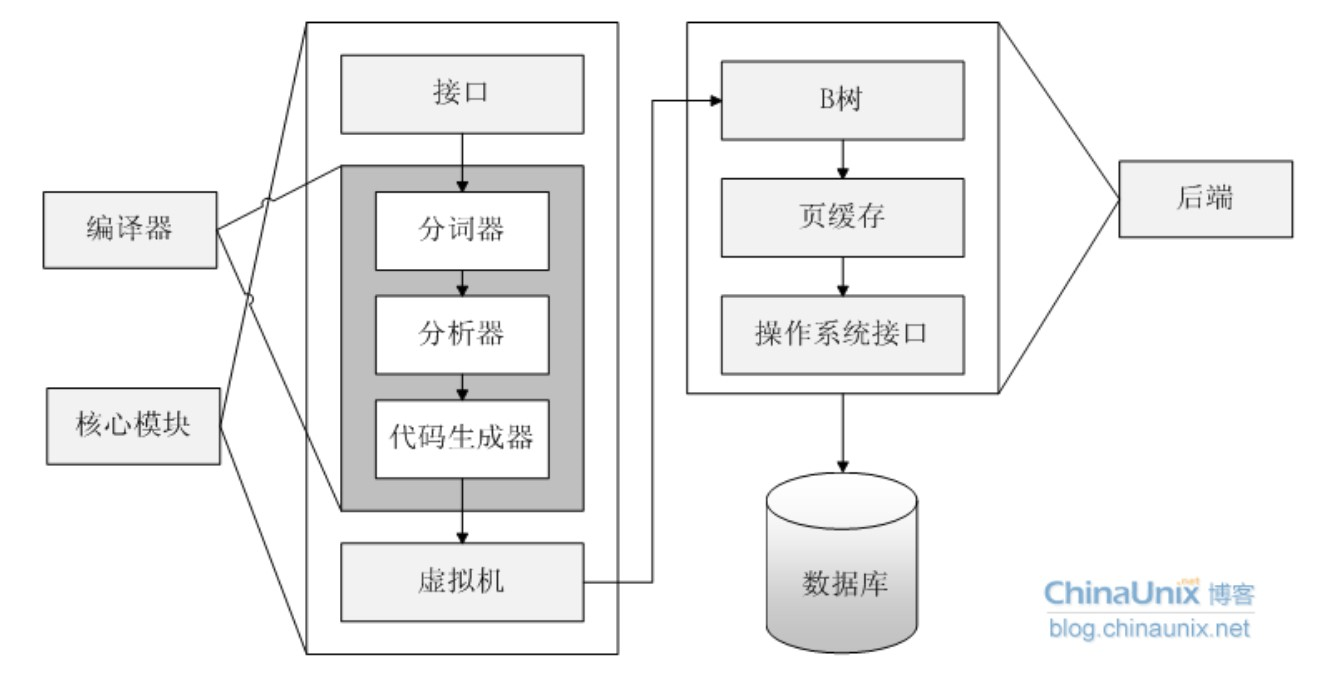 接口
编译器
分词器
分析器
代码生成器
核心模块
虚拟机
B树
页缓存
操作系统接口
后端
数据库
ChinaUnix.net 博客
blog.chinaunix.net